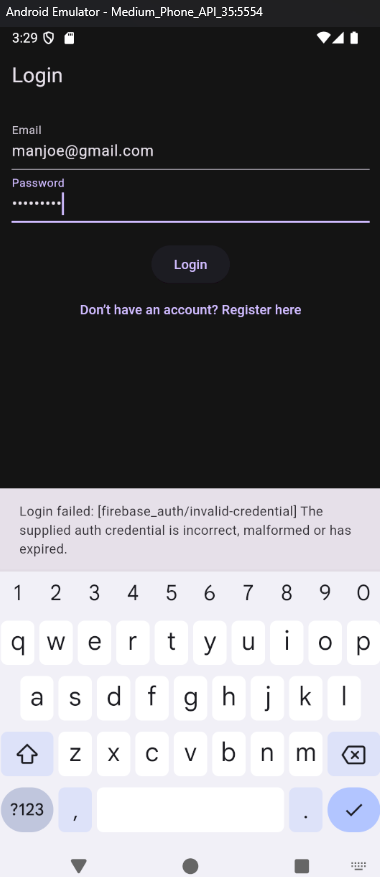 Android Emulator - Medium_Phone_API_35:5554
3:29
Login
Email
manjoe@gmail.com
Password
•••••••••
Login
Don't have an account? Register here
Login failed: [firebase_auth/invalid-credential] The
supplied auth credential is incorrect, malformed or has
expired.
1 2 3 4 5 6 7 8 9 0
q w e r t y u i o p
a s d f g h j k l
z x c v b n m
?123 , .